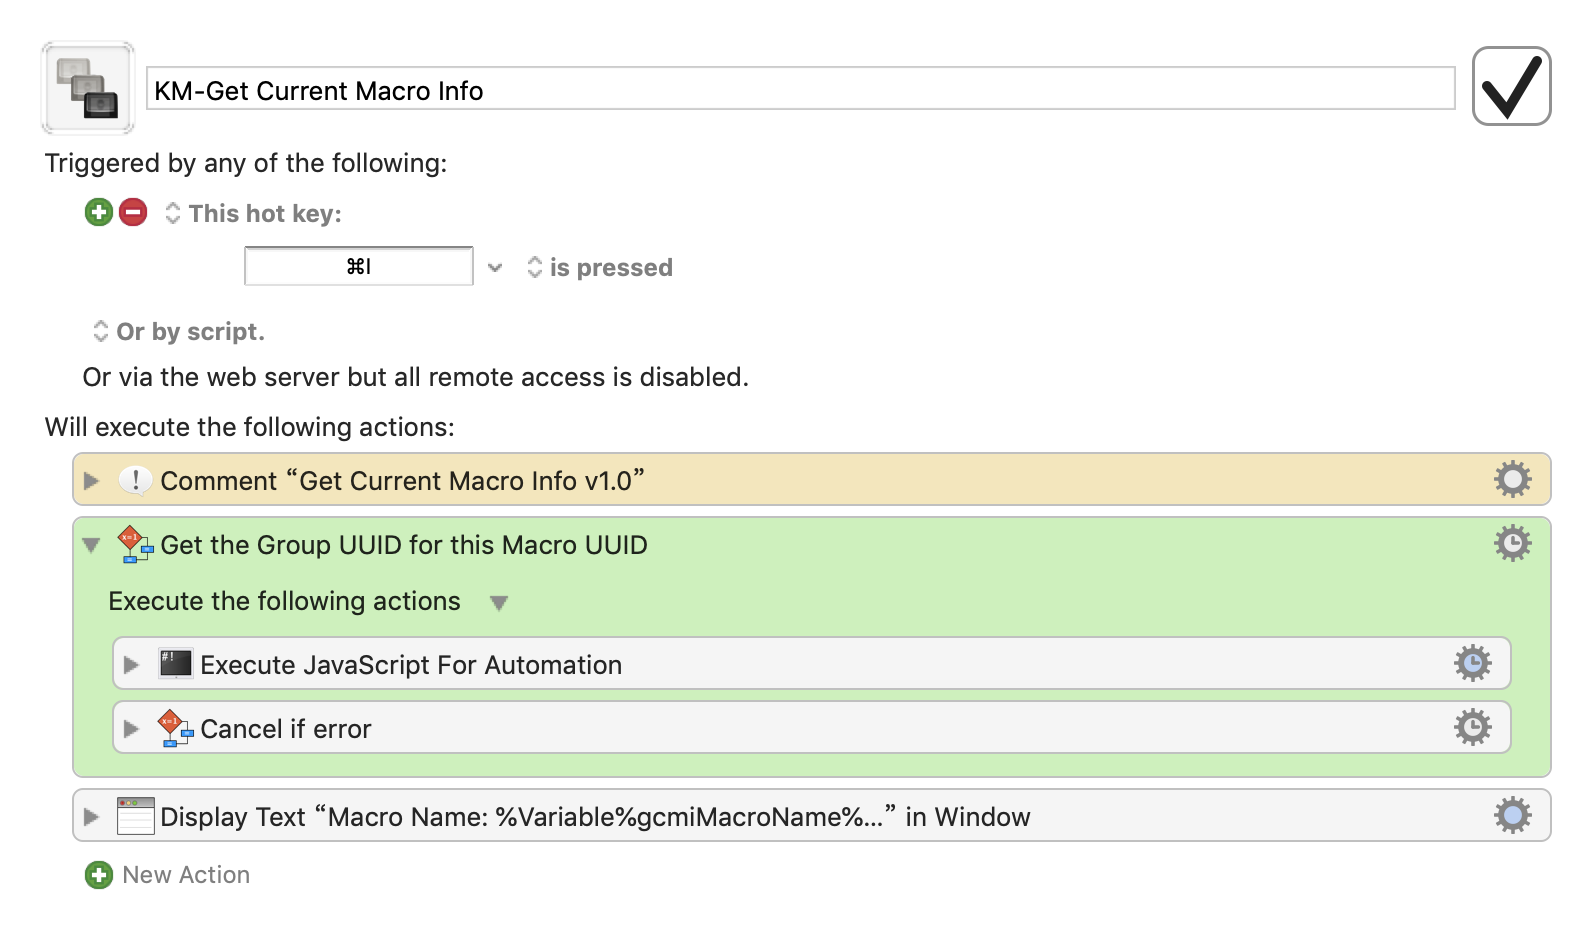 KM-Get Current Macro Info
Triggered by any of the following:
This hot key:
⌘I
is pressed
Or by script.
Or via the web server but all remote access is disabled.
Will execute the following actions:
Comment “Get Current Macro Info v1.0”
Get the Group UUID for this Macro UUID
Execute the following actions
#! Execute JavaScript For Automation
Cancel if error
Display Text “Macro Name: %Variable%gcmiMacroName%…” in Window
New Action